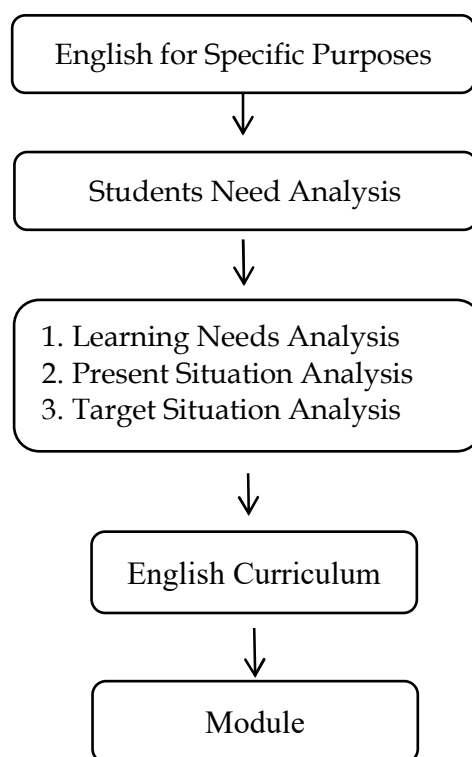 English for Specific Purposes
Students Need Analysis
1. Learning Needs Analysis
2. Present Situation Analysis
3. Target Situation Analysis
English Curriculum
Module